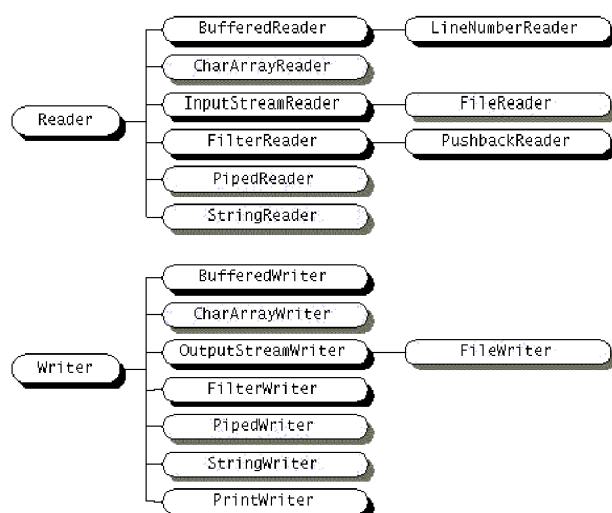 BufferedReader LineNumberReader
CharArrayReader
InputStreamReader FileReader
Reader
FilterReader PushbackReader
PipedReader
StringReader
BufferedWriter
CharArrayWriter
OutputStreamWriter FileWriter
Writer
FilterWriter
PipedWriter
StringWriter
PrintWriter